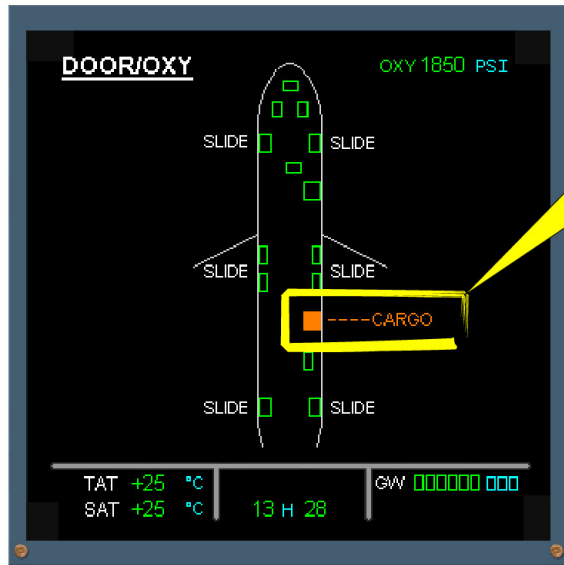 DOOR/OXY OXY 1850 PSI
SLIDE SLIDE
SLIDE SLIDE
----CARGO
SLIDE SLIDE
TAT +25 °C GW
SAT +25 °C 13 H 28